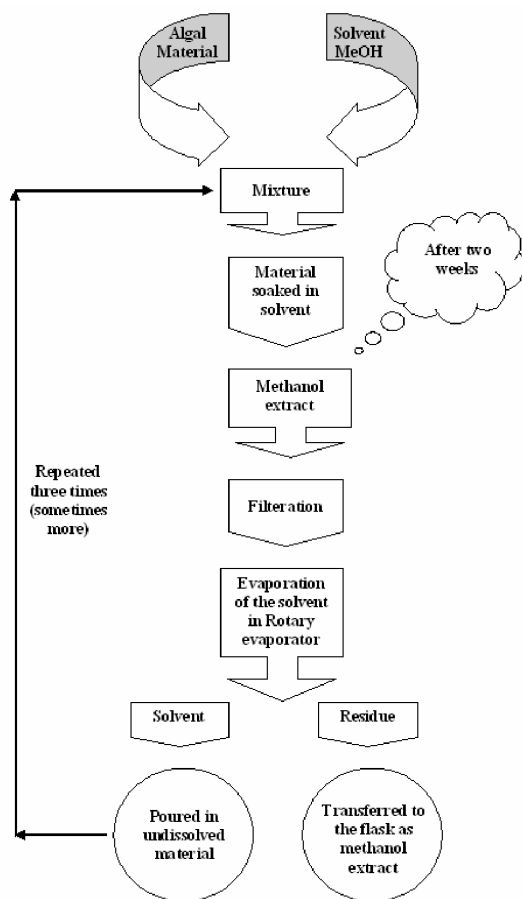 Algal
Material
Solvent
MeOH
Mixture
After two
weeks
Material
soaked in
solvent
Methanol
extract
Repeated
three times
(sometimes
more)
Filteration
Evaporation
of the solvent
in Rotary
evaporator
Solvent
Residue
Poured in
undissolved
material
Transferred to
the flask as
methanol
extract